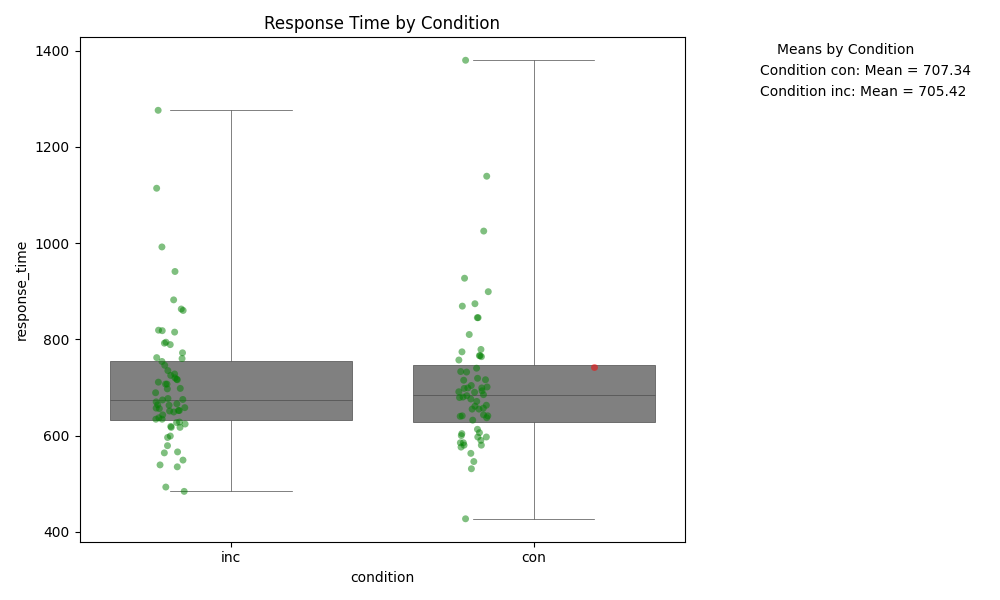 Response Time by Condition
Means by Condition
Condition con: Mean = 707.34
Condition inc: Mean = 705.42
1400
1200
1000
800
600
400
response_time
inc con
condition